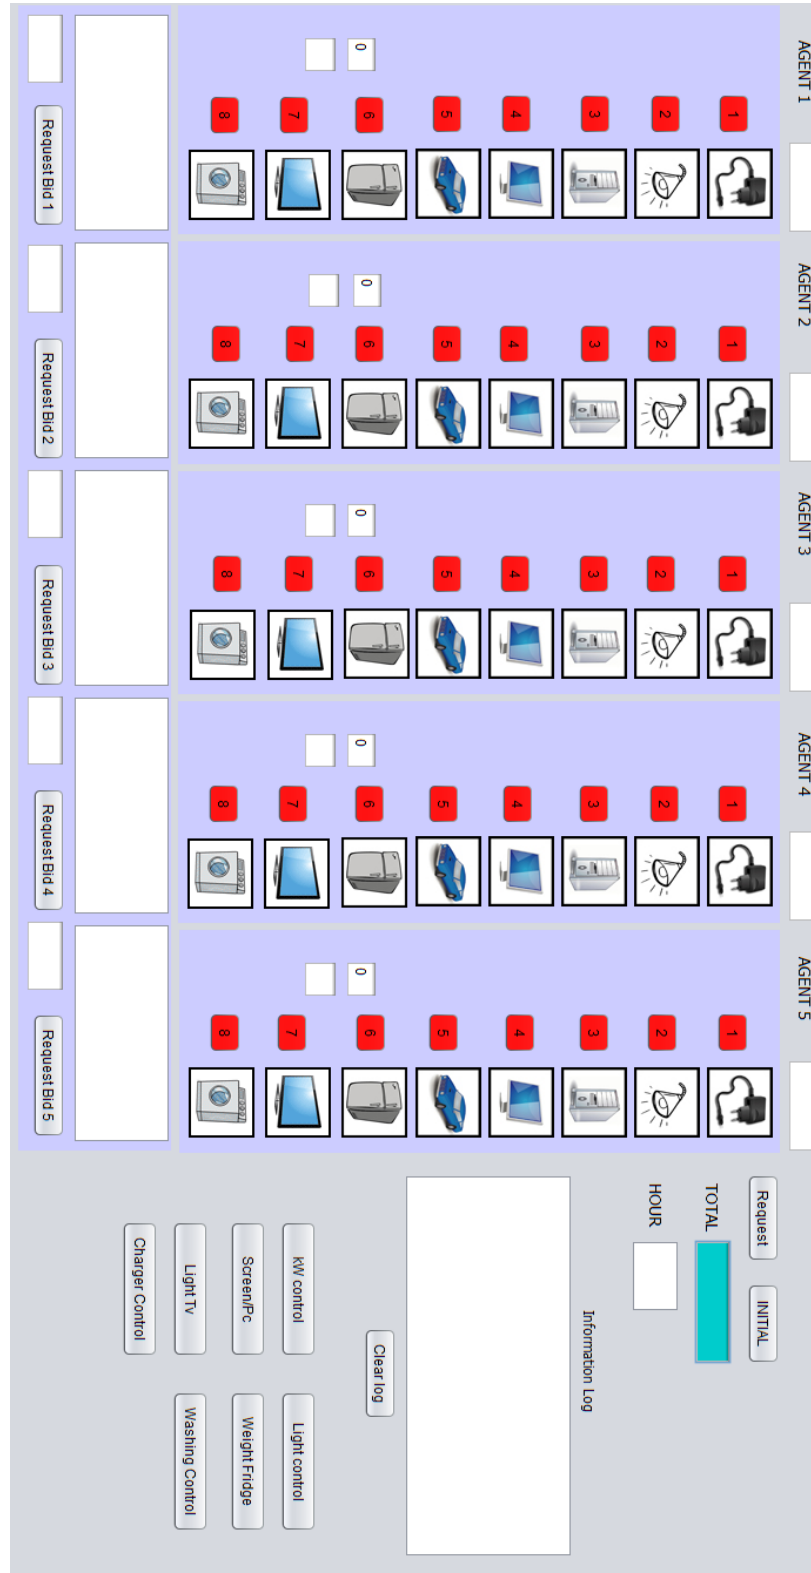 AGENT 1
AGENT 2
AGENT 3
AGENT 4
AGENT 5
1
1
1
1
1
Request
INITIAL
2
2
2
2
2
TOTAL
3
3
3
3
3
HOUR
4
4
4
4
4
Information Log
5
5
5
5
5
6
6
6
6
6
0
0
0
0
0
Clear log
7
7
7
7
7
kW control
Light control
8
8
8
8
8
Screen/Pc
Weight Fridge
Light Tv
Washing Control
Charger Control
Request Bid 1
Request Bid 2
Request Bid 3
Request Bid 4
Request Bid 5